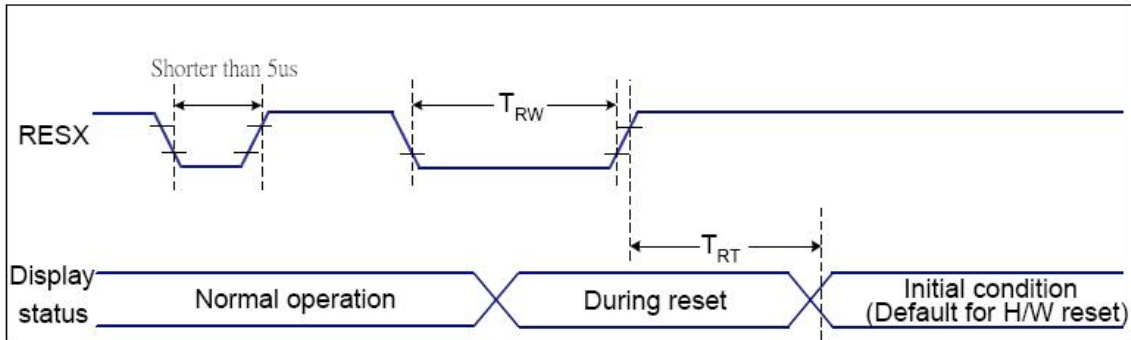 Shorter than 5us
RESX
TRW
TRT
Display
status
Normal operation
During reset
Initial condition
(Default for H/W reset)